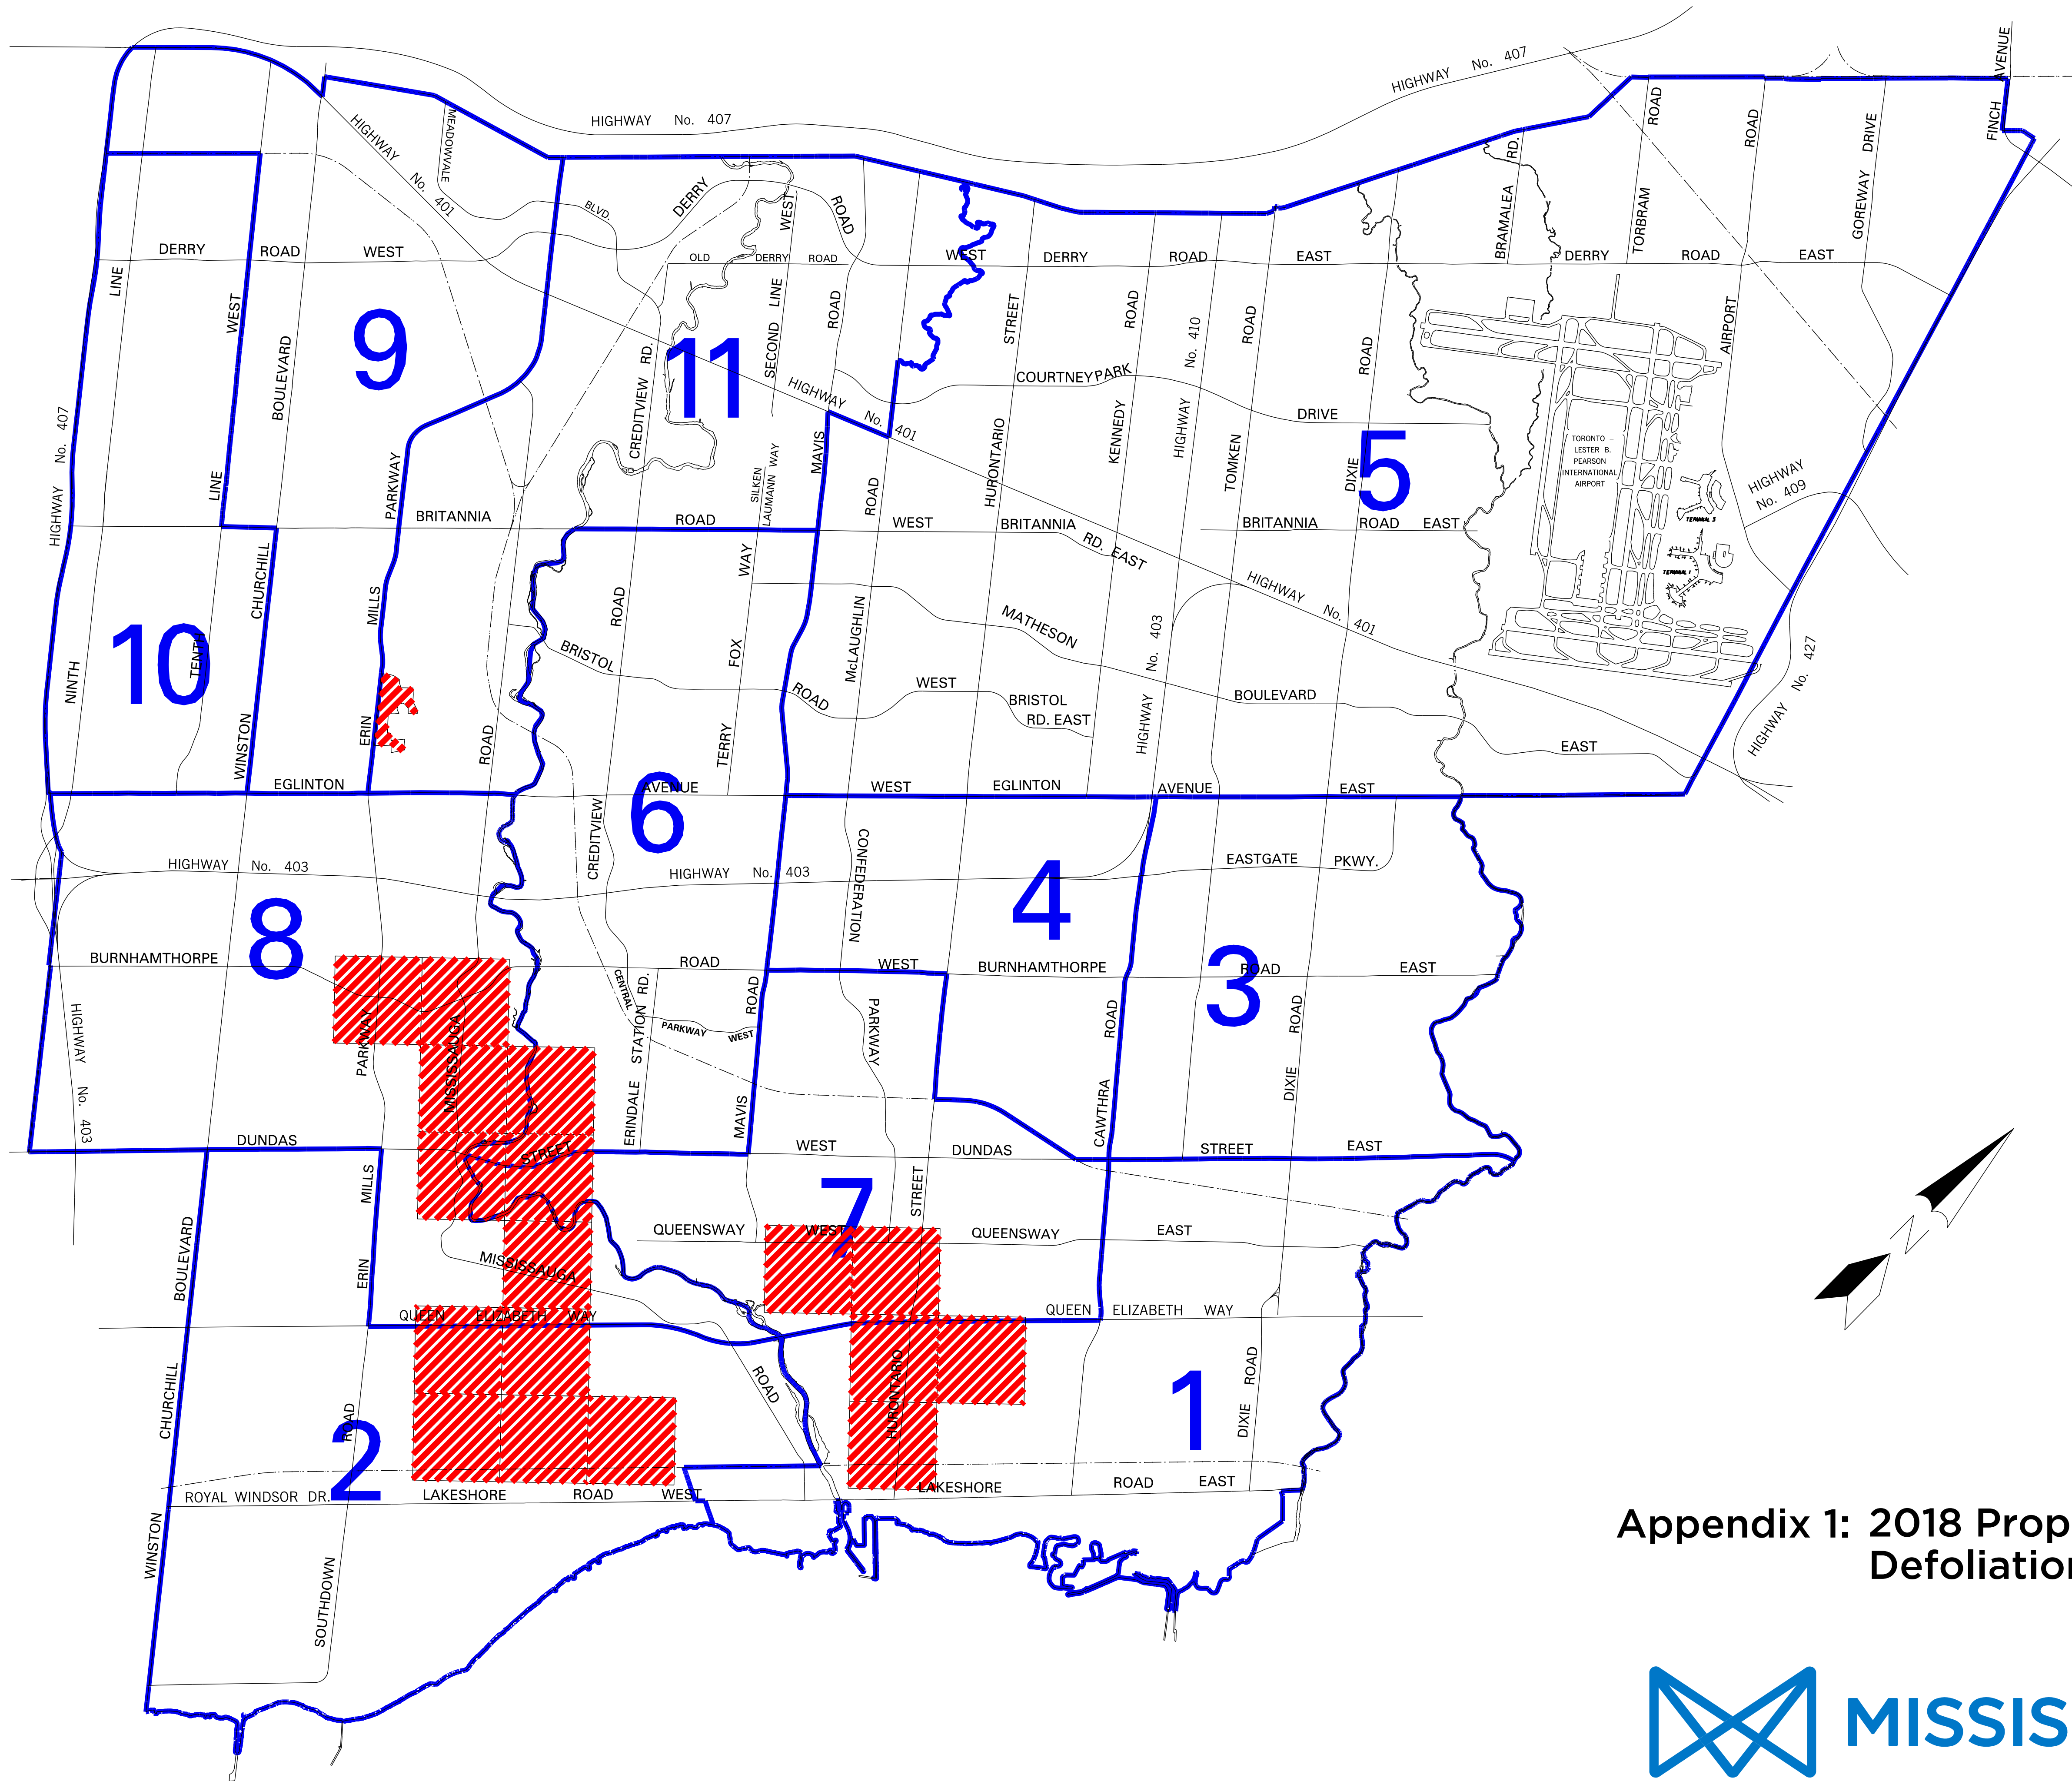 HIGHWAY No. 407
HIGHWAY No. 407
AVENUE
FINCH
HIGHWAY No. 401
MEADOWVALE
BLVD.
DERRY
ROAD
WEST
ROAD
ROAD
DRIVE
RD.
BRAMALEA
TORBRAM
GOREWAY
DERRY ROAD WEST
OLD DERRY ROAD
WEST DERRY ROAD EAST
DERRY ROAD EAST
LINE
WEST
BOULEVARD
9
11
CREDITVIEW RD.
SECOND LINE
ROAD
STREET
ROAD
No. 410
ROAD
ROAD
AIRPORT
COURTNEYPARK
DRIVE
HIGHWAY No. 401
HIGHWAY No. 407
LINE
PARKWAY
SILKEN
LAUMANN WAY
MAVIS
ROAD
HURONTARIO
KENNEDY
HIGHWAY
TOMKEN
DIXIE
5
TORONTO –
LESTER B.
PEARSON
INTERNATIONAL
AIRPORT
TERMINAL 3
TERMINAL 1
HIGHWAY
No. 409
BRITANNIA ROAD WEST
BRITANNIA
RD. EAST
BRITANNIA ROAD EAST
HIGHWAY No. 401
10
NINTH
TENTH
CHURCHILL
WINSTON
MILLS
ERIN
ROAD
BRISTOL
ROAD
WAY
FOX
TERRY
McLAUGHLIN
ROAD
WEST
BRISTOL
RD. EAST
MATHESON
BOULEVARD
EAST
HIGHWAY No. 403
HIGHWAY No. 427
EGLINTON AVENUE WEST EGLINTON AVENUE EAST
6
CREDITVIEW
CONFEDERATION
HIGHWAY No. 403
HIGHWAY No. 403
EASTGATE PKWY.
8
4
3
BURNHAMTHORPE ROAD WEST BURNHAMTHORPE ROAD EAST
HIGHWAY No. 403
PARKWAY
MISSISSAUGA
CENTRAL
PARKWAY
WEST
ERINDALE STATION RD.
MAVIS ROAD
PARKWAY
CAWTHRA ROAD
DIXIE ROAD
DUNDAS STREET WEST DUNDAS STREET EAST
BOULEVARD
MILLS
ERIN
7
STREET
QUEENSWAY WEST QUEENSWAY EAST
MISSISSAUGA
QUEEN ELIZABETH WAY
QUEEN ELIZABETH WAY
CHURCHILL
ROAD
ROAD
HURONTARIO
1
DIXIE ROAD
2
ROYAL WINDSOR DR.
LAKESHORE ROAD WEST
LAKESHORE ROAD EAST
WINSTON
SOUTHDOWN
Appendix 1: 2018 Prop
Defoliation
MISSIS